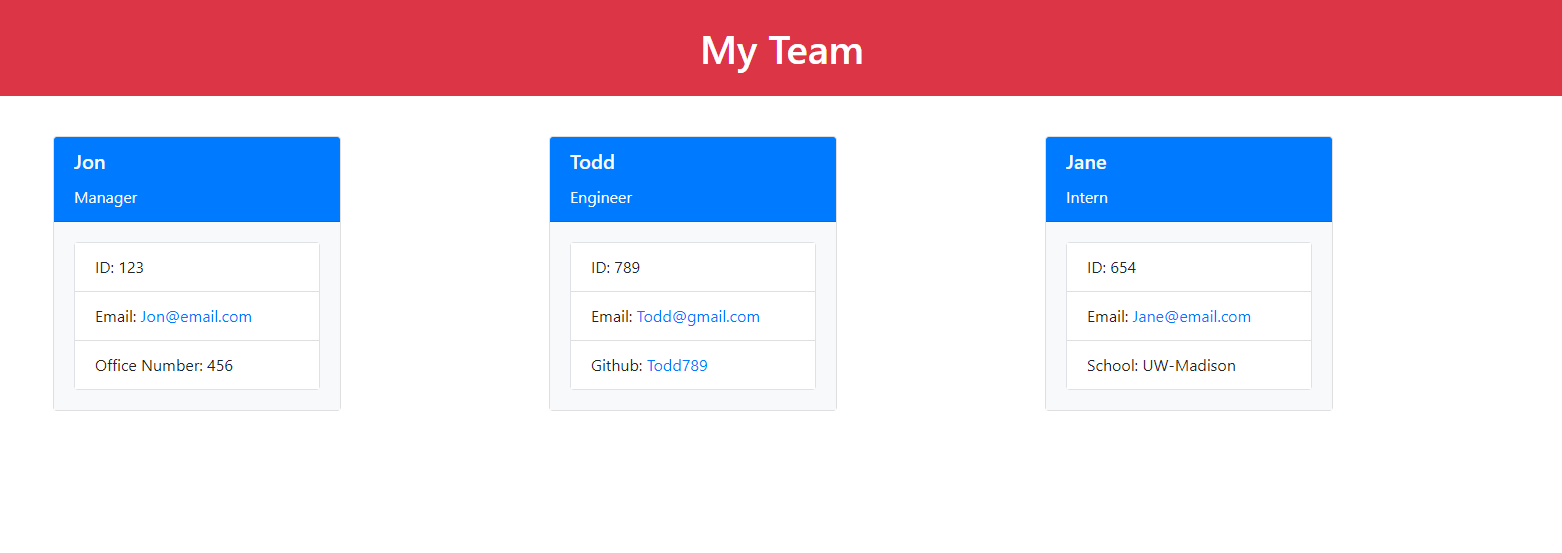 My Team
Jon
Manager
ID: 123
Email: Jon@email.com
Office Number: 456
Todd
Engineer
ID: 789
Email: Todd@gmail.com
Github: Todd789
Jane
Intern
ID: 654
Email: Jane@email.com
School: UW-Madison